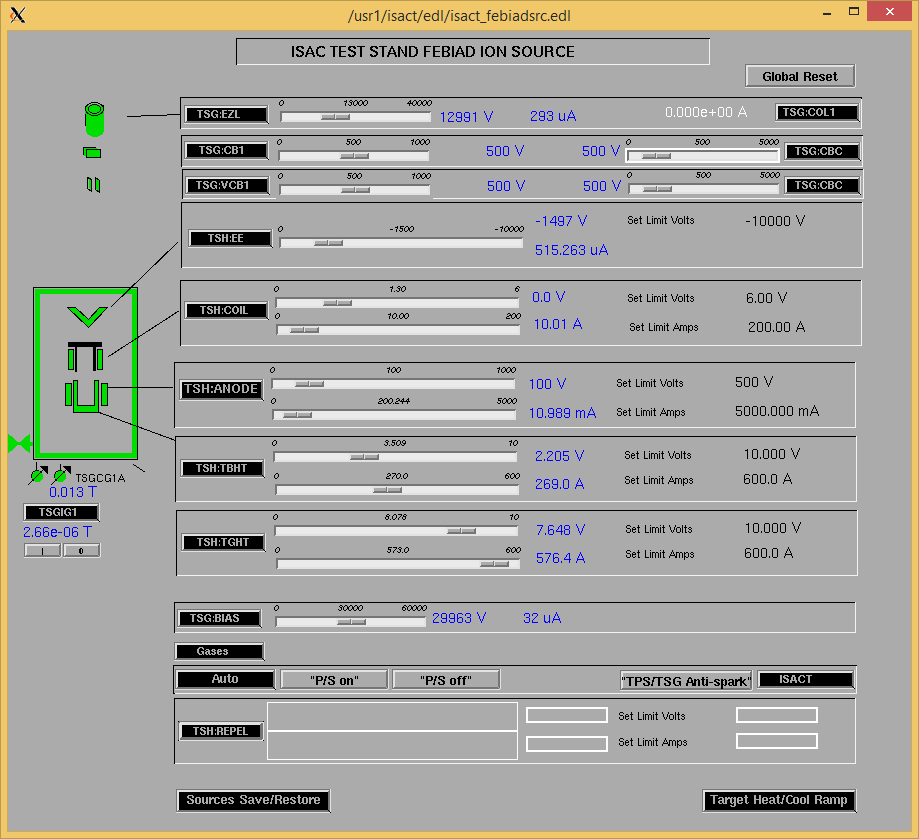 X /usr1/isact/edl/isact_febiadsrc.edl
ISAC TEST STAND FEBIAD ION SOURCE
Global Reset
TSG:EZL 0 13000 40000 12991 V 293 uA 0.000e+00 A TSG:COL1
TSG:CB1 0 500 1000 500 V 500 V 0 500 5000 TSG:CBC
TSG:VCB1 0 500 1000 500 V 500 V 0 500 5000 TSG:CBC
-1497 V Set Limit Volts -10000 V
TSH:EE 0 -1500 -10000
515.263 uA
0 1.30 6 0.0 V Set Limit Volts 6.00 V
TSH:COIL
0 10.00 200 10.01 A Set Limit Amps 200.00 A
0 100 1000 100 V Set Limit Volts 500 V
TSH:ANODE
0 200.244 5000 10.989 mA Set Limit Amps 5000.000 mA
0 3.509 10 2.205 V Set Limit Volts 10.000 V
TSH:TBHT
0 270.0 600 269.0 A Set Limit Amps 600.0 A
TSGCG1A
0.013 T
TSGIG1
2.66e-06 T
I 0
0 6.078 10 7.648 V Set Limit Volts 10.000 V
TSH:TGHT
0 573.0 600 576.4 A Set Limit Amps 600.0 A
TSG:BIAS 0 30000 60000 29963 V 32 uA
Gases
Auto "P/S on" "P/S off" "TPS/TSG Anti-spark" ISACT
Set Limit Volts
TSH:REPEL
Set Limit Amps
Sources Save/Restore Target Heat/Cool Ramp